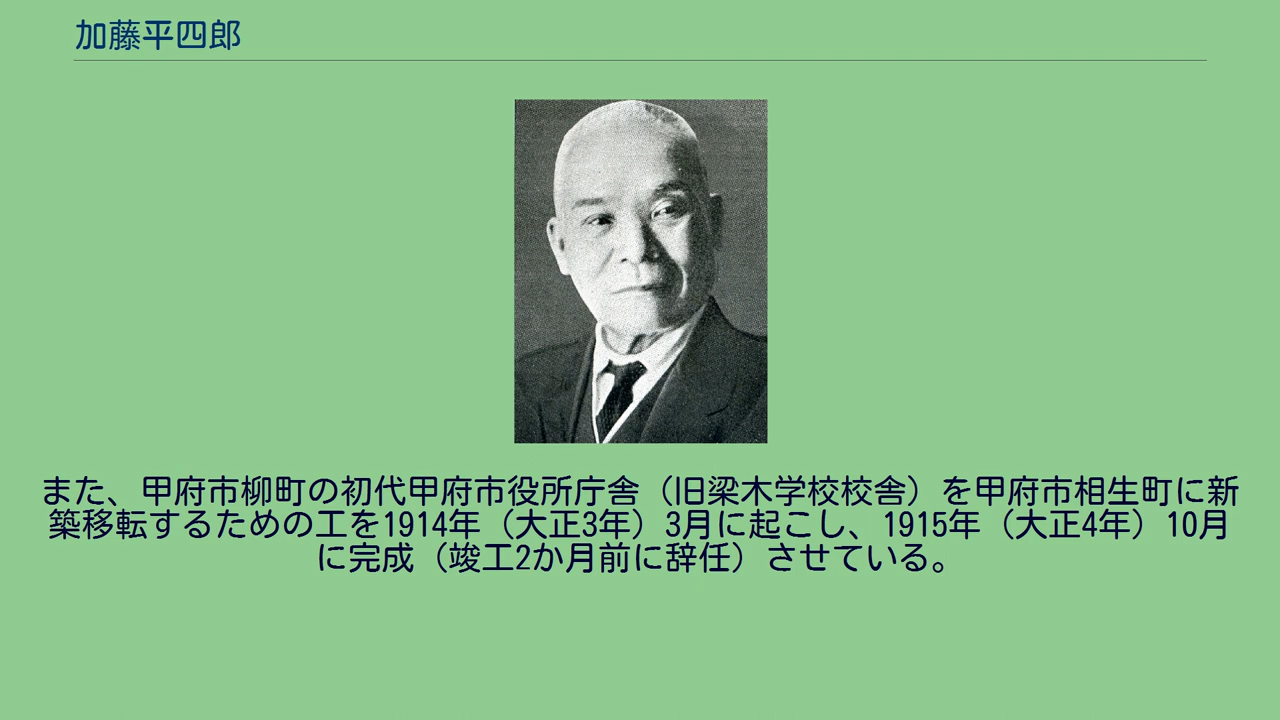 加藤平四郎
また、甲府市柳町の初代甲府市役所庁舎（旧梁木学校校舎）を甲府市相生町に新
築移転するための工を1914年（大正3年）3月に起こし、1915年（大正4年）10月
に完成（竣工2か月前に辞任）させている。